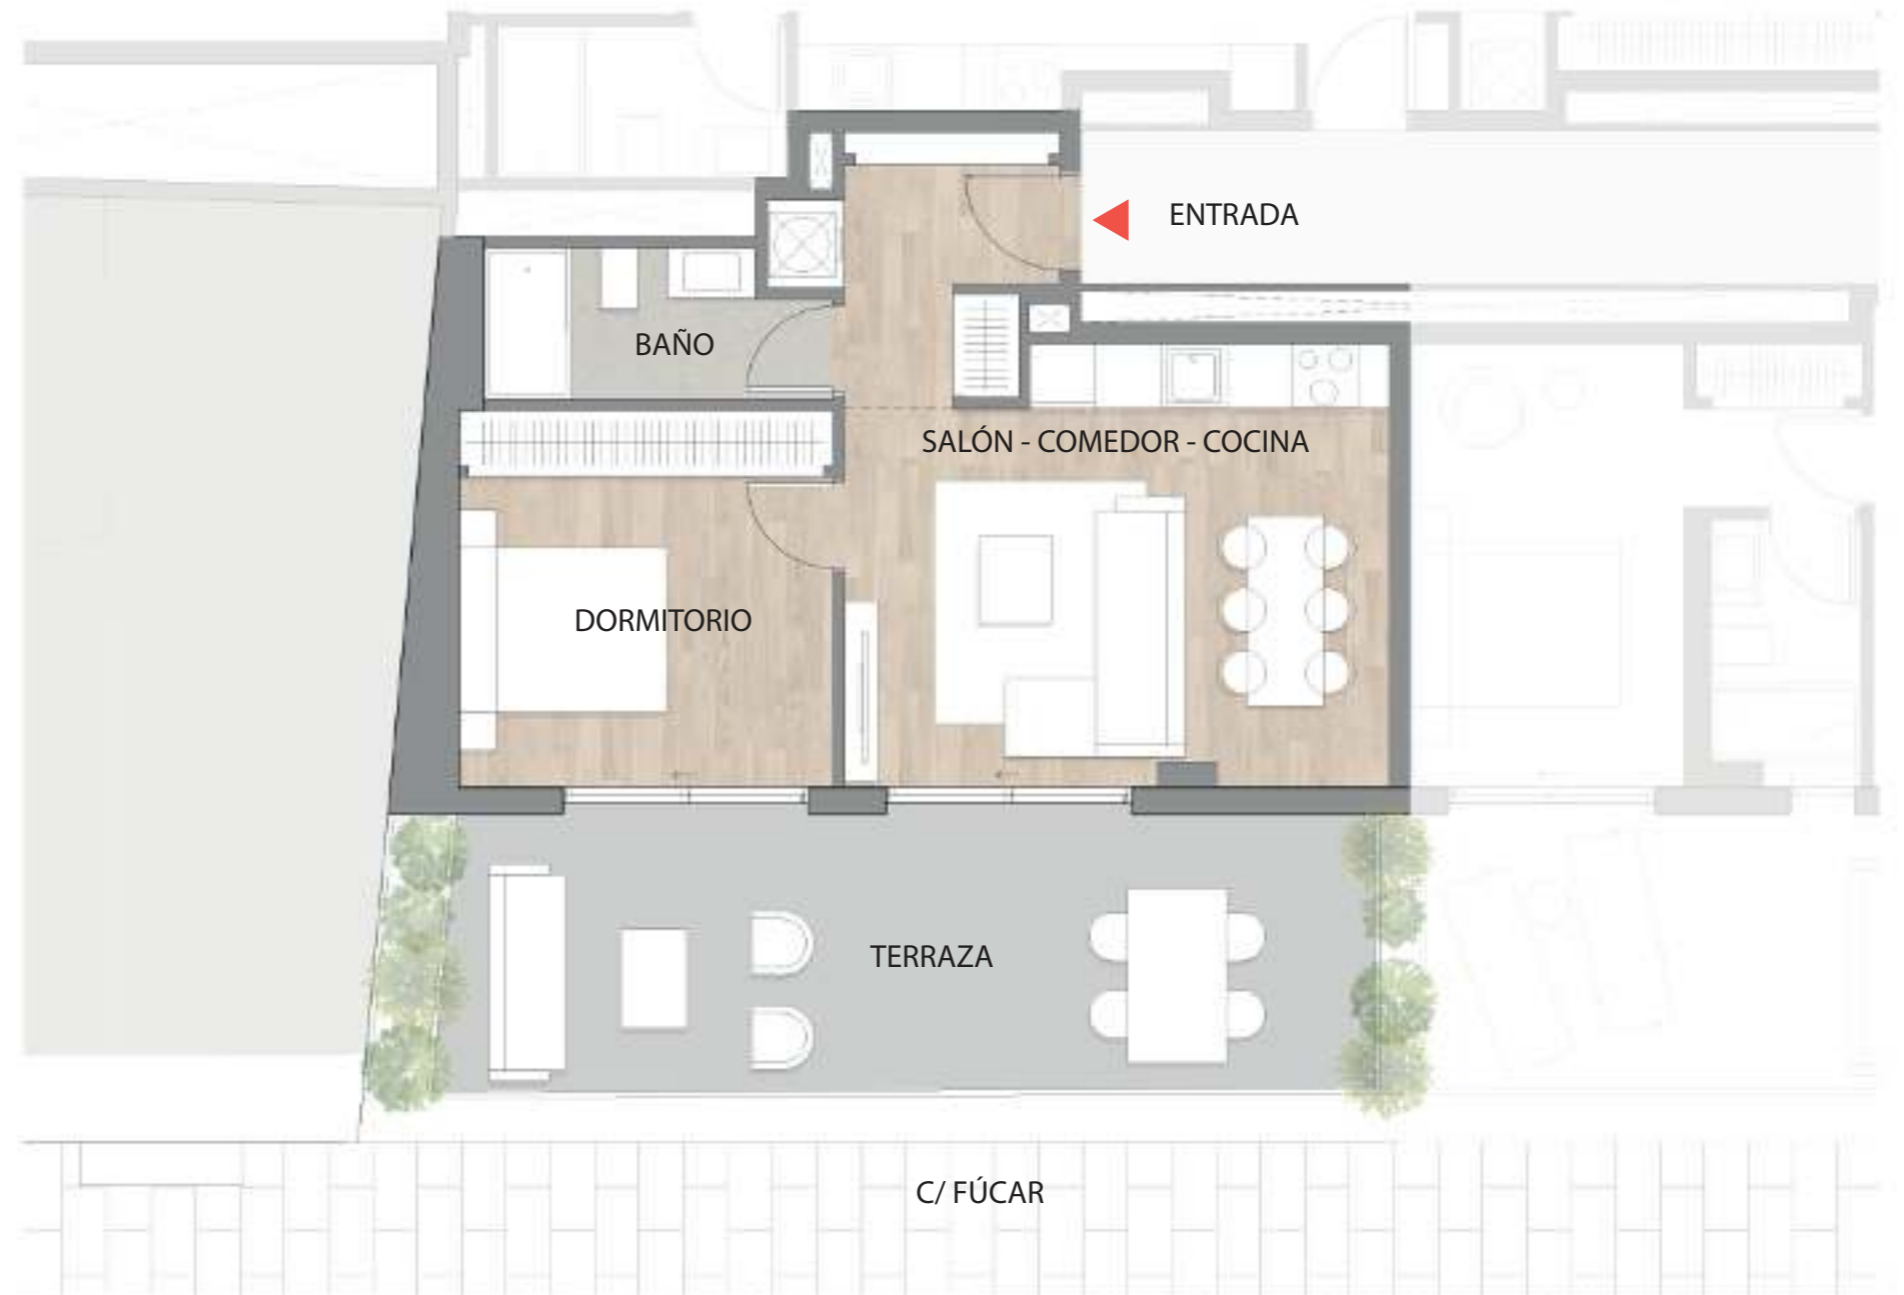 ENTRADA
BAÑO
SALÓN - COMEDOR - COCINA
DORMITORIO
TERRAZA
C/ FÚCAR